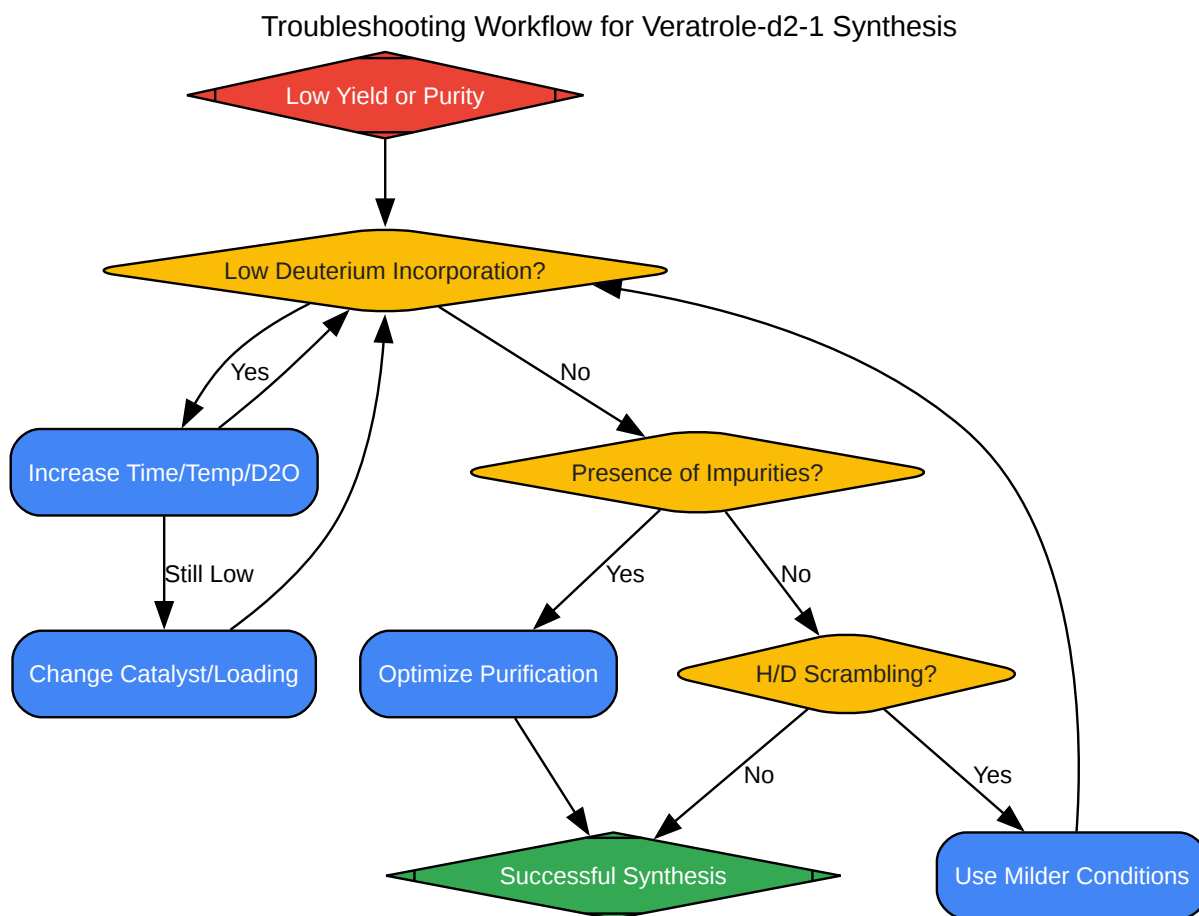 Troubleshooting Workflow for Veratrole-d2-1 Synthesis
Low Yield or Purity
Low Deuterium Incorporation?
Yes
No
Increase Time/Temp/D2O
Presence of Impurities?
Still Low
Yes
No
Change Catalyst/Loading
Optimize Purification
H/D Scrambling?
No
Yes
Successful Synthesis
Use Milder Conditions